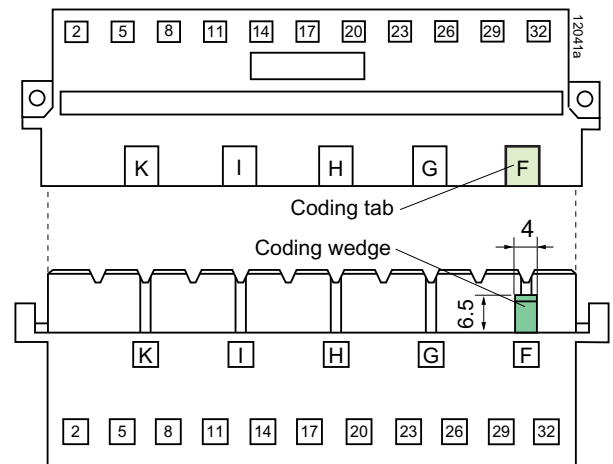 2 5 8 11 14 17 20 23 26 29 32
12041a
K I H G F
Coding tab
4
Coding wedge
6.5
K I H G F
2 5 8 11 14 17 20 23 26 29 32